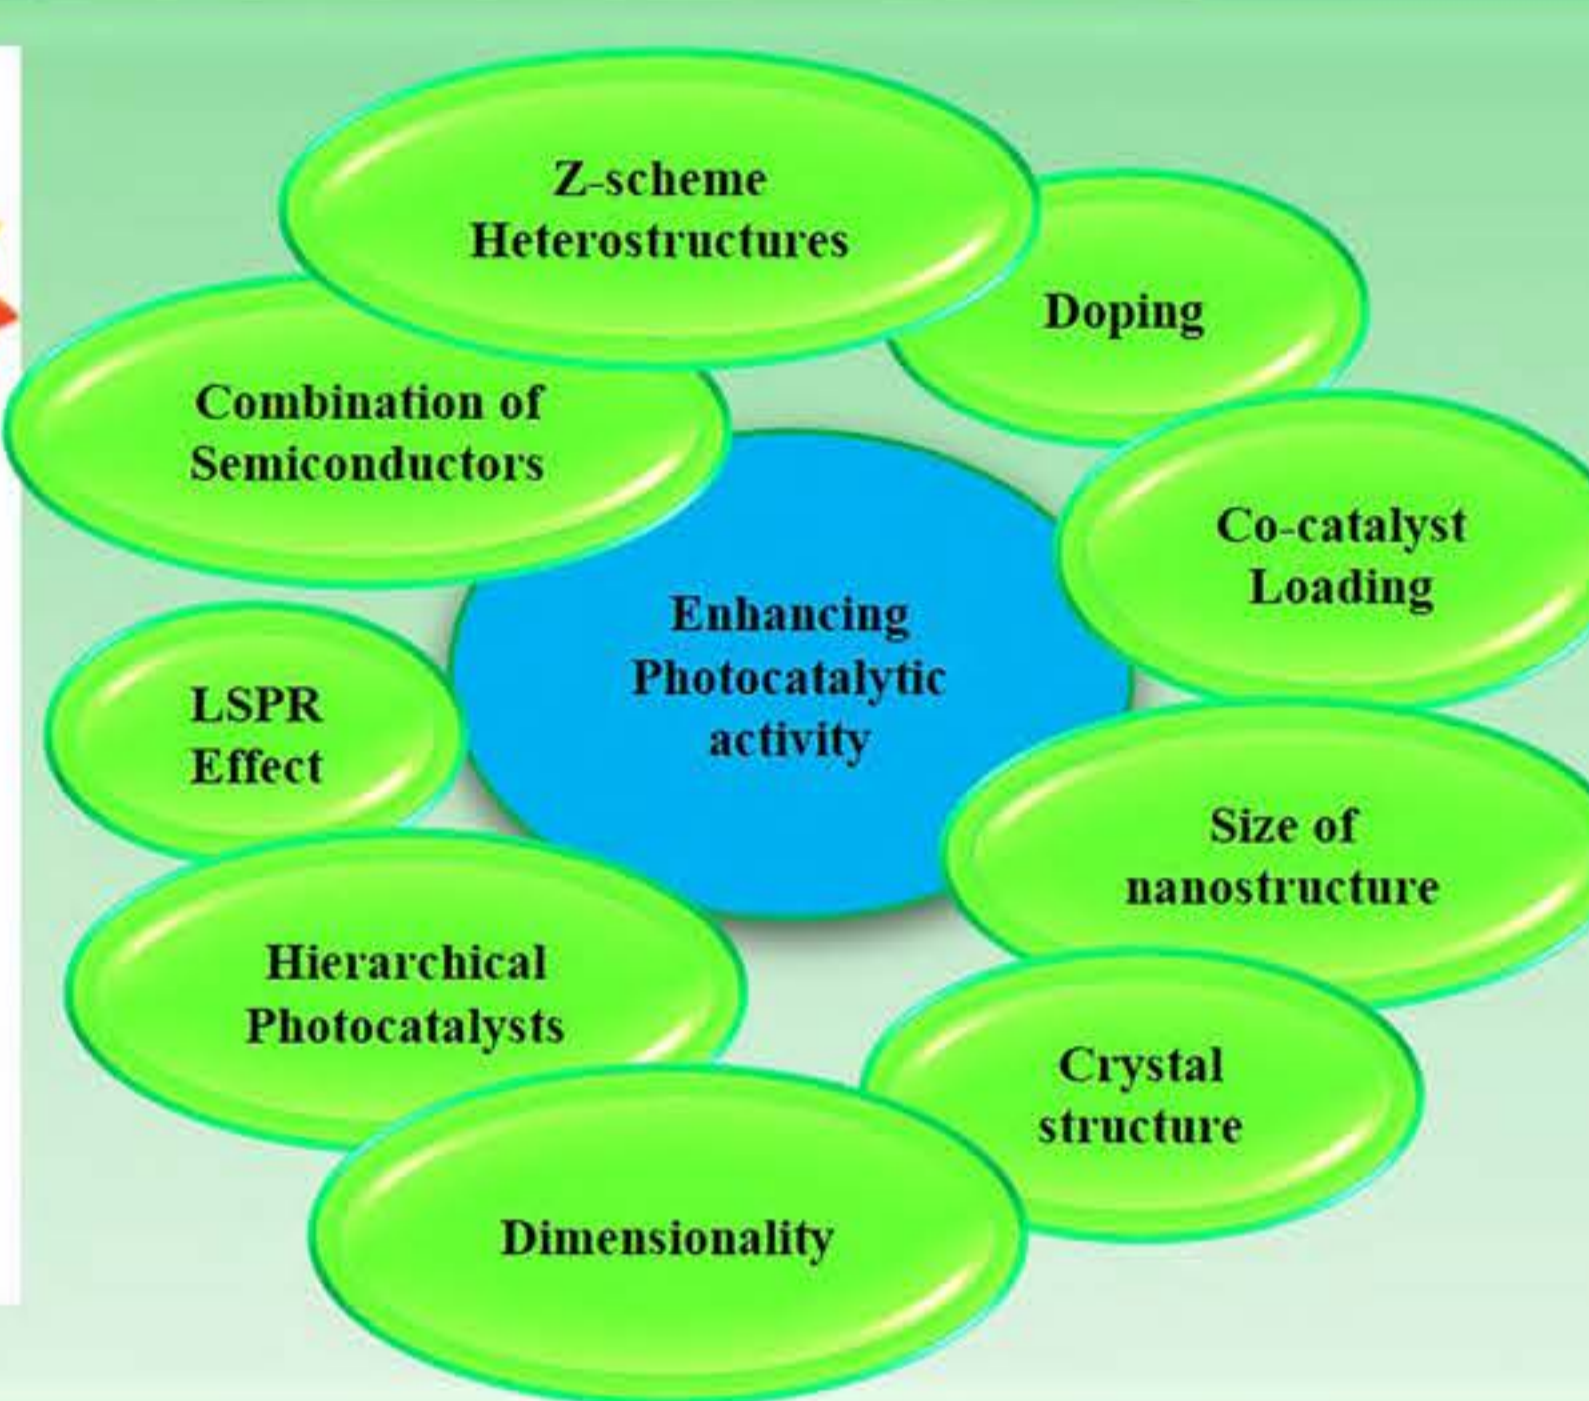 Z-scheme
Heterostructures
Doping
Combination of
Semiconductors
Co-catalyst
Loading
Enhancing
Photocatalytic
activity
LSPR
Effect
Size of
nanostructure
Hierarchical
Photocatalysts
Crystal
structure
Dimensionality